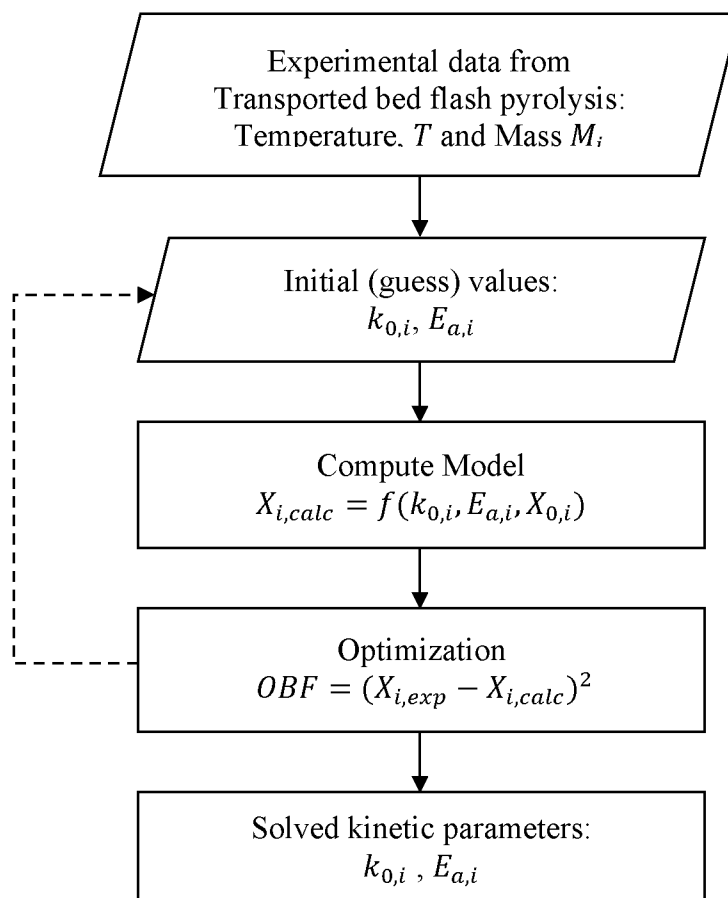 Experimental data from
Transported bed flash pyrolysis:
Temperature, T and Mass Mᵢ
Initial (guess) values:
k₀,ᵢ, Eₐ,ᵢ
Compute Model
Xᵢ,calc = f(k₀,ᵢ, Eₐ,ᵢ, X₀,ᵢ)
Optimization
OBF = (Xᵢ,exp − Xᵢ,calc)²
Solved kinetic parameters:
k₀,ᵢ , Eₐ,ᵢ